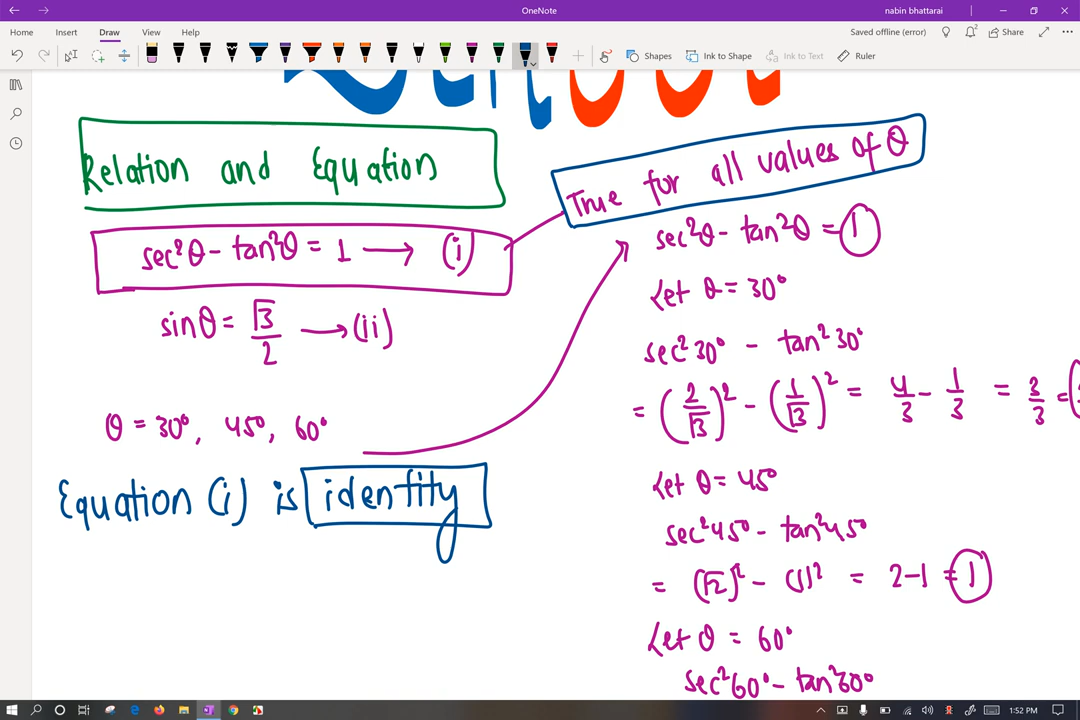 OneNote
nabin bhattarai
Home Insert Draw View Help
Saved offline (error)
Share
Shapes
Ink to Shape
Ink to Text
Ruler
Relation and Equation
sec²θ - tan²θ = 1 → (i)
sinθ = √3/2 → (ii)
θ = 30°, 45°, 60°
Equation (i) is identity
True for all values of θ
sec²θ - tan²θ = 1
Let θ = 30°
sec²30° - tan²30°
= (2/√3)² - (1/√3)² = 4/3 - 1/3 = 3/3 =
Let θ = 45°
sec²45° - tan²45°
= (√2)² - (1)² = 2-1 = 1
Let θ = 60°
sec²60° - tan²60°
1:52 PM